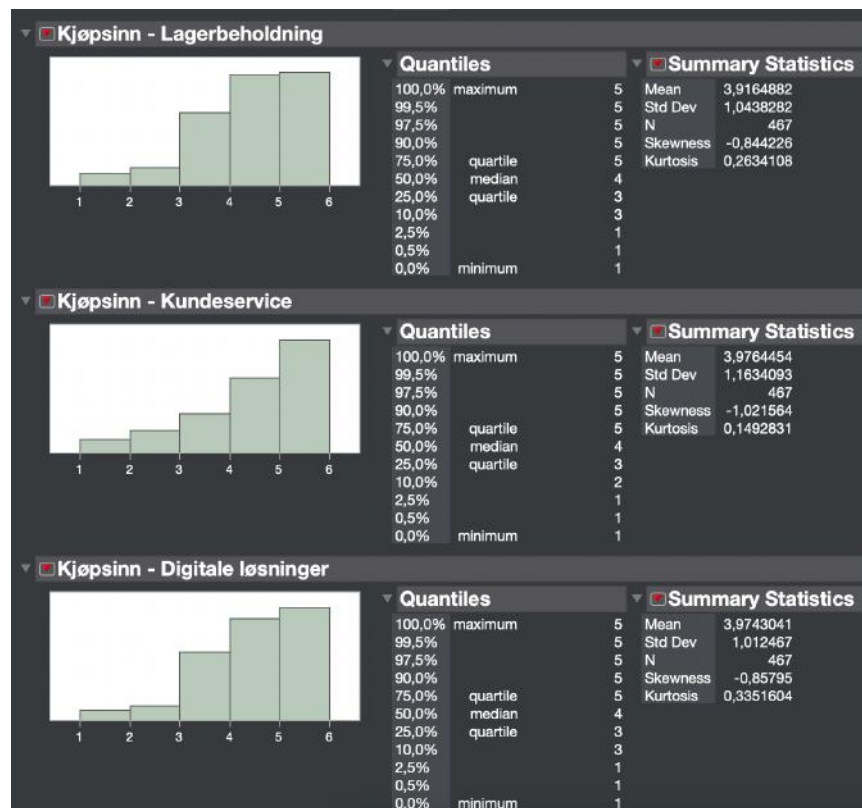 Kjøpsinn - Lagerbeholdning
Quantiles
100,0% maximum 5
99,5% 5
97,5% 5
90,0% 5
75,0% quartile 5
50,0% median 4
25,0% quartile 3
10,0% 3
2,5% 1
0,5% 1
0,0% minimum 1
Summary Statistics
Mean 3,9164882
Std Dev 1,0438282
N 467
Skewness -0,844226
Kurtosis 0,2634108
1 2 3 4 5 6
Kjøpsinn - Kundeservice
Quantiles
100,0% maximum 5
99,5% 5
97,5% 5
90,0% 5
75,0% quartile 5
50,0% median 4
25,0% quartile 3
10,0% 2
2,5% 1
0,5% 1
0,0% minimum 1
Summary Statistics
Mean 3,9764454
Std Dev 1,1634093
N 467
Skewness -1,021564
Kurtosis 0,1492831
1 2 3 4 5 6
Kjøpsinn - Digitale løsninger
Quantiles
100,0% maximum 5
99,5% 5
97,5% 5
90,0% 5
75,0% quartile 5
50,0% median 4
25,0% quartile 3
10,0% 3
2,5% 1
0,5% 1
0,0% minimum 1
Summary Statistics
Mean 3,9743041
Std Dev 1,012467
N 467
Skewness -0,85795
Kurtosis 0,3351604
1 2 3 4 5 6